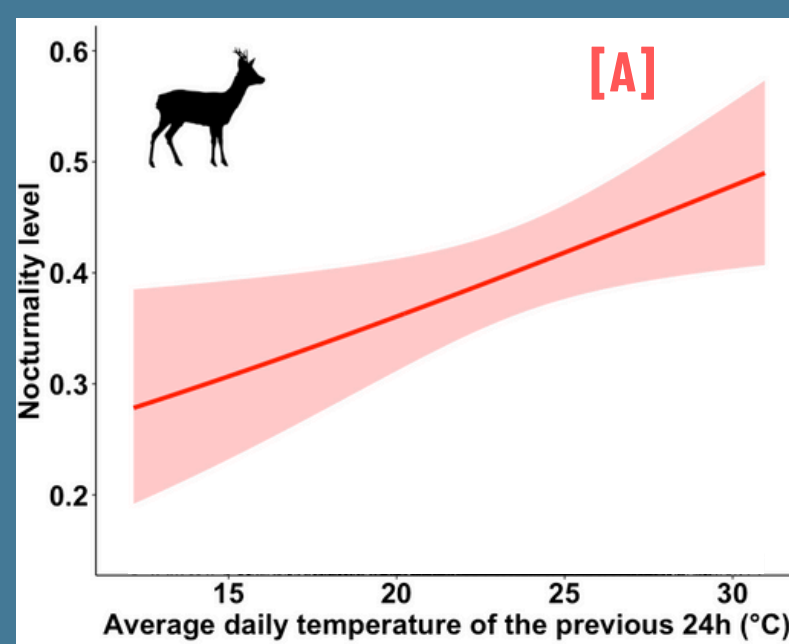 [A]
0.6
0.5
0.4
0.3
0.2
Nocturnality level
15 20 25 30
Average daily temperature of the previous 24h (°C)